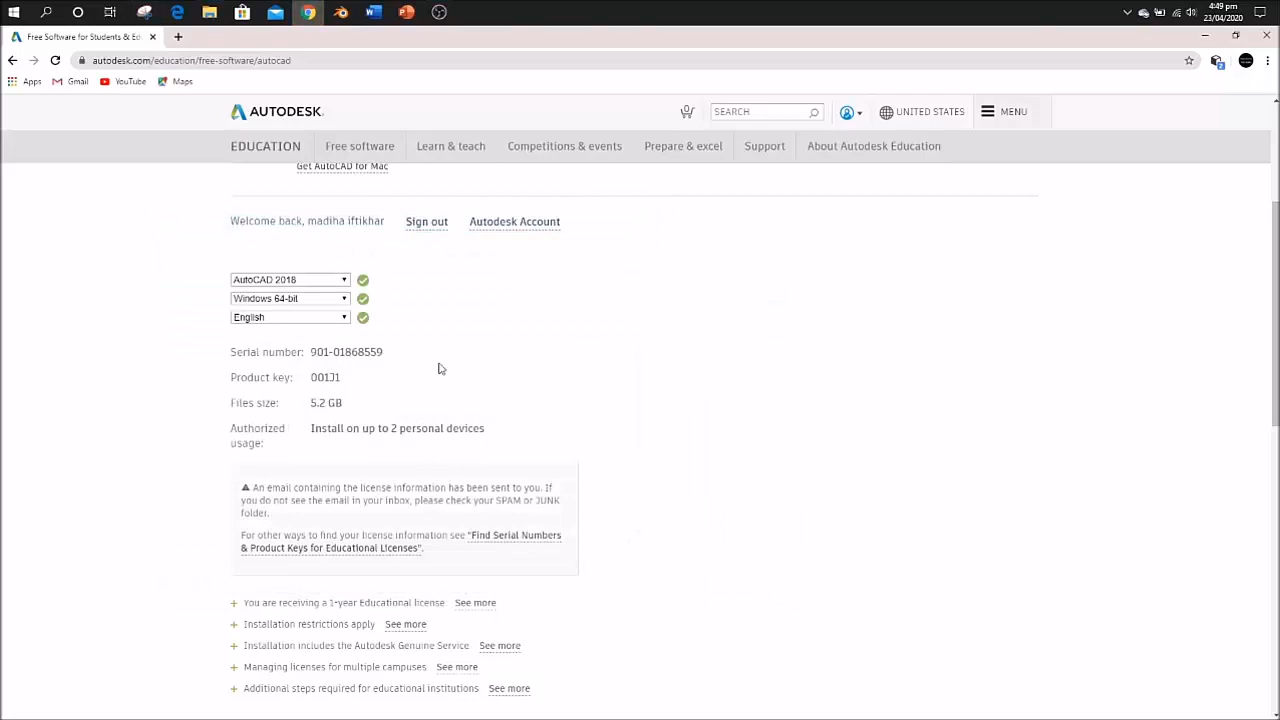 4:49 pm
23/04/2020
Free Software for Students & Ed
autodesk.com/education/free-software/autocad
Apps Gmail YouTube Maps
AUTODESK. SEARCH UNITED STATES MENU
EDUCATION Free software Learn & teach Competitions & events Prepare & excel Support About Autodesk Education
Get AutoCAD for Mac
Welcome back, madiha iftikhar Sign out Autodesk Account
AutoCAD 2018
Windows 64-bit
English
Serial number: 901-01868559
Product key: 001J1
Files size: 5.2 GB
Authorized usage: Install on up to 2 personal devices
An email containing the license information has been sent to you. If
you do not see the email in your inbox, please check your SPAM or JUNK
folder.
For other ways to find your license information see "Find Serial Numbers
& Product Keys for Educational Licenses".
+ You are receiving a 1-year Educational license See more
+ Installation restrictions apply See more
+ Installation includes the Autodesk Genuine Service See more
+ Managing licenses for multiple campuses See more
+ Additional steps required for educational institutions See more